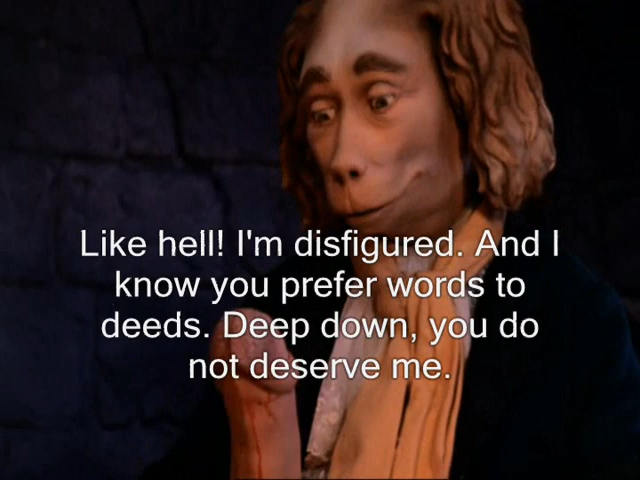 Like hell! I'm disfigured. And I
know you prefer words to
deeds. Deep down, you do
not deserve me.